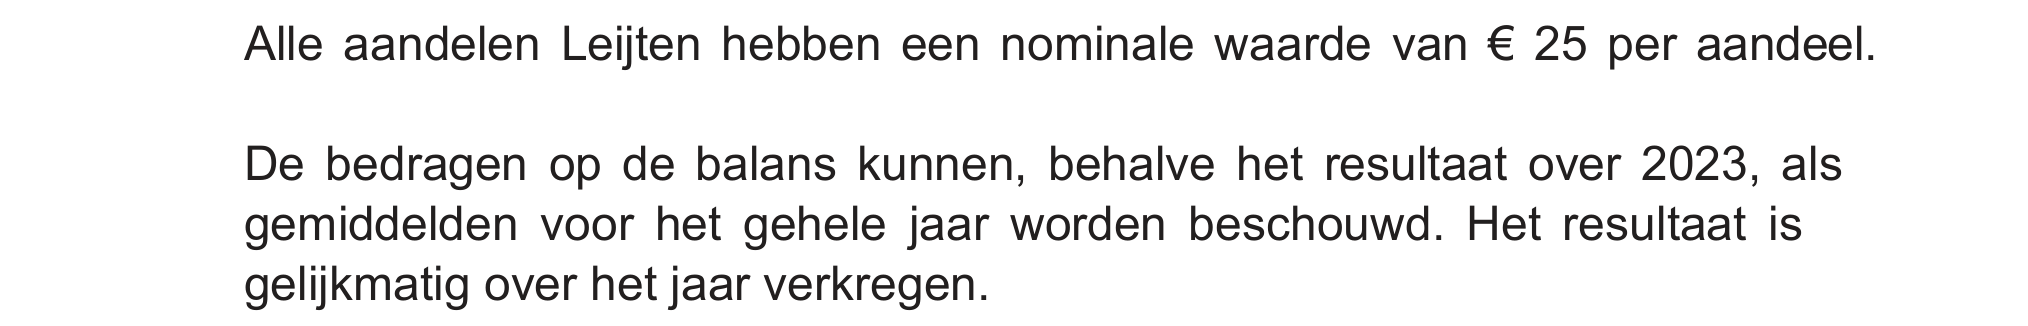 Alle aandelen Leijten hebben een nominale waarde van € 25 per aandeel.
De bedragen op de balans kunnen, behalve het resultaat over 2023, als
gemiddelden voor het gehele jaar worden beschouwd. Het resultaat is
gelijkmatig over het jaar verkregen.